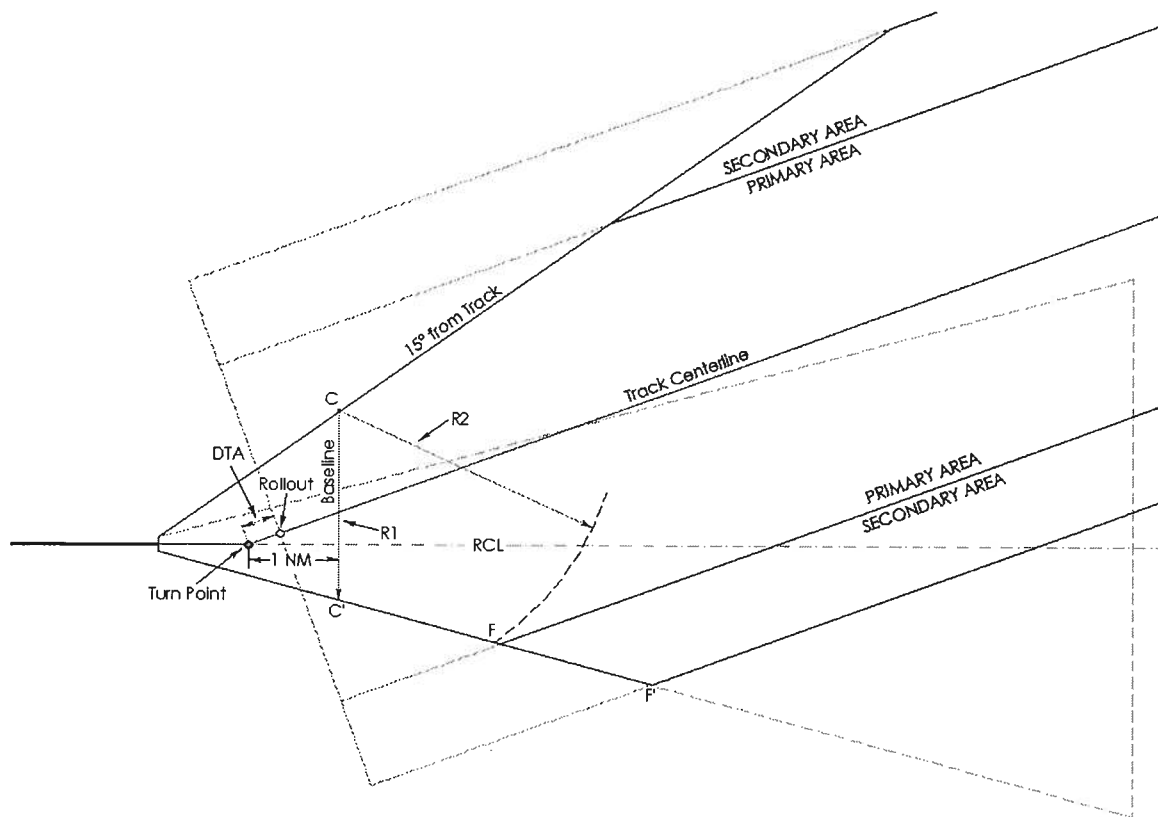 SECONDARY AREA
PRIMARY AREA
15° from Track
Track Centerline
C
R2
DTA
Baseline
Rollout
PRIMARY AREA
SECONDARY AREA
R1
RCL
1 NM
Turn Point
C'
F
F'